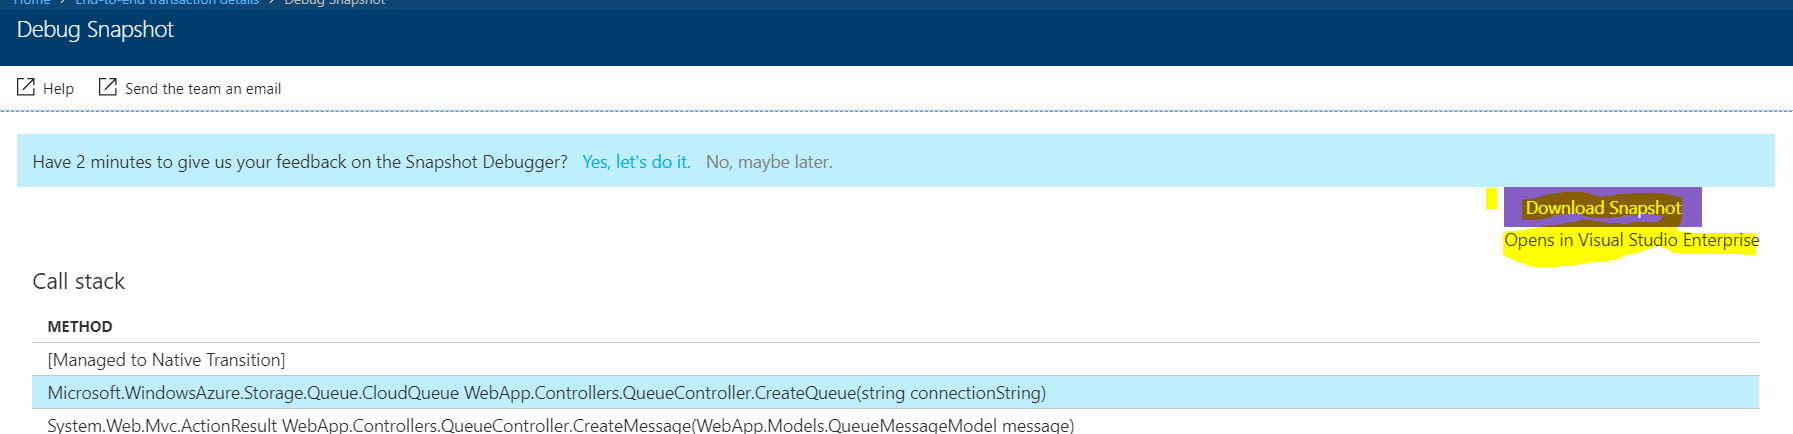 Home > End-to-end transaction details > Debug Snapshot
Debug Snapshot
Help Send the team an email
Have 2 minutes to give us your feedback on the Snapshot Debugger? Yes, let's do it. No, maybe later.
Download Snapshot
Opens in Visual Studio Enterprise
Call stack
METHOD
[Managed to Native Transition]
Microsoft.WindowsAzure.Storage.Queue.CloudQueue WebApp.Controllers.QueueController.CreateQueue(string connectionString)
System.Web.Mvc.ActionResult WebApp.Controllers.QueueController.CreateMessage(WebApp.Models.QueueMessageModel message)